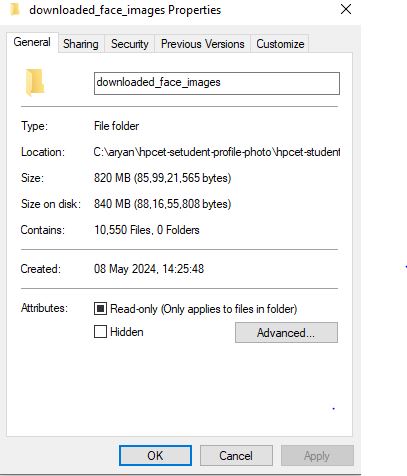 downloaded_face_images Properties
General Sharing Security Previous Versions Customize
downloaded_face_images
Type: File folder
Location: C:\aryan\hpcet-setudent-profile-photo\hpcet-student
Size: 820 MB (85,99,21,565 bytes)
Size on disk: 840 MB (88,16,55,808 bytes)
Contains: 10,550 Files, 0 Folders
Created: 08 May 2024, 14:25:48
Attributes: Read-only (Only applies to files in folder)
Hidden Advanced...
OK Cancel Apply